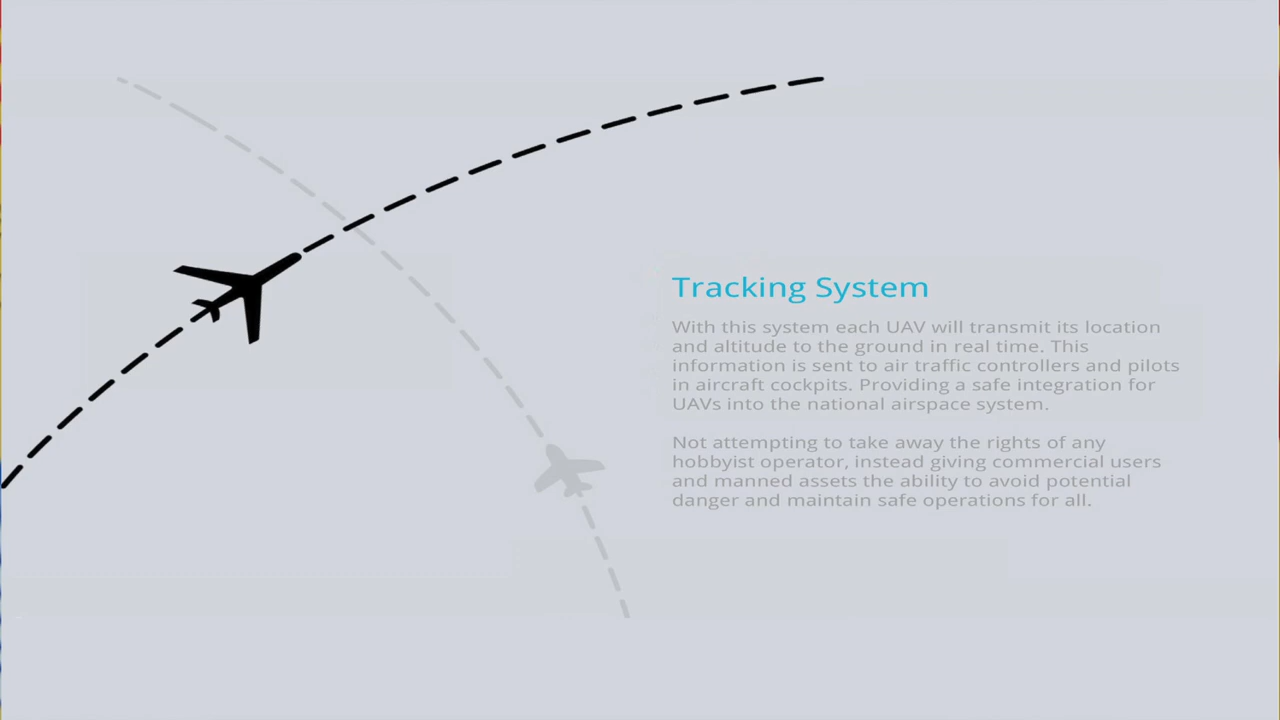 Tracking System
With this system each UAV will transmit its location
and altitude to the ground in real time. This
information is sent to air traffic controllers and pilots
in aircraft cockpits. Providing a safe integration for
UAVs into the national airspace system.
Not attempting to take away the rights of any
hobbyist operator, instead giving commercial users
and manned assets the ability to avoid potential
danger and maintain safe operations for all.